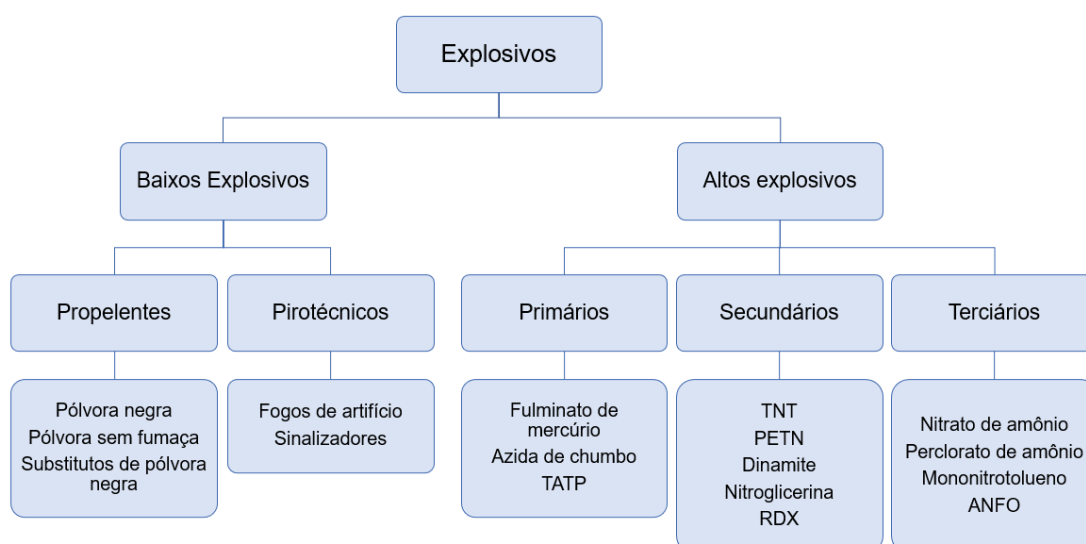 Explosivos
Baixos Explosivos
Altos explosivos
Propelentes
Pirotécnicos
Primários
Secundários
Terciários
Pólvora negra
Pólvora sem fumaça
Substitutos de pólvora
negra
Fogos de artifício
Sinalizadores
Fulminato de
mercúrio
Azida de chumbo
TATP
TNT
PETN
Dinamite
Nitroglicerina
RDX
Nitrato de amônio
Perclorato de amônio
Mononitrotolueno
ANFO